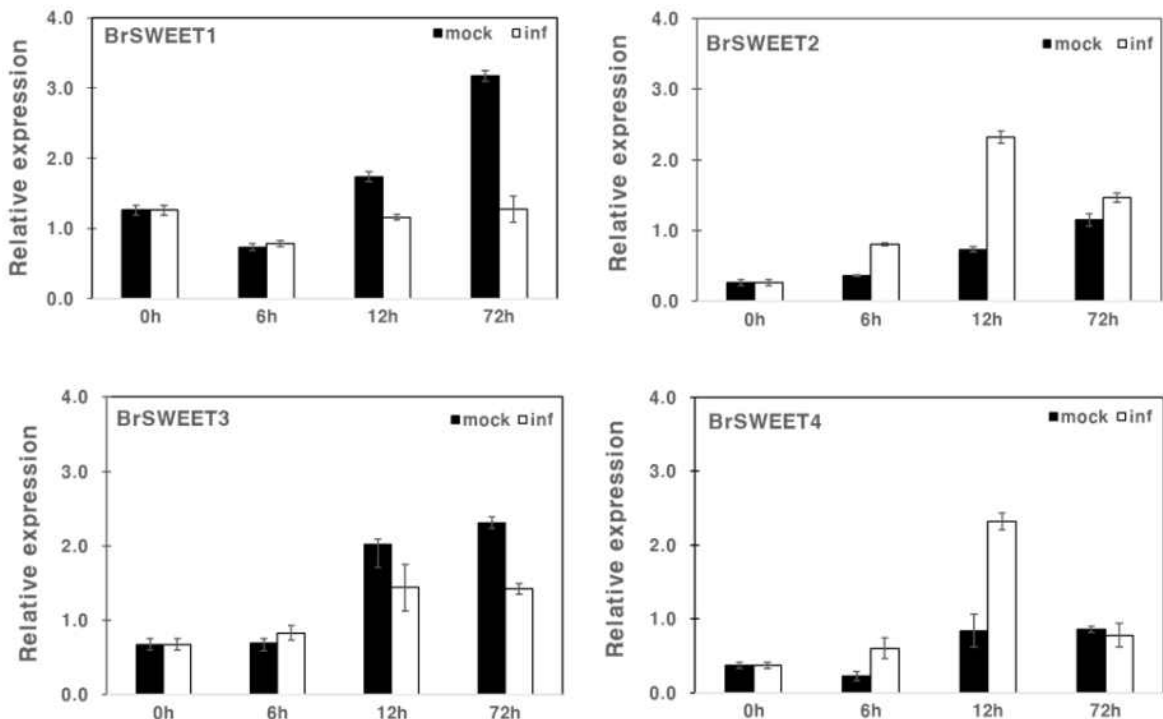 BrSWEET1
mock inf
Relative expression
4.0
3.0
2.0
1.0
0.0
0h 6h 12h 72h
BrSWEET2
mock inf
Relative expression
4.0
3.0
2.0
1.0
0.0
0h 6h 12h 72h
BrSWEET3
mock inf
Relative expression
4.0
3.0
2.0
1.0
0.0
0h 6h 12h 72h
BrSWEET4
mock inf
Relative expression
4.0
3.0
2.0
1.0
0.0
0h 6h 12h 72h